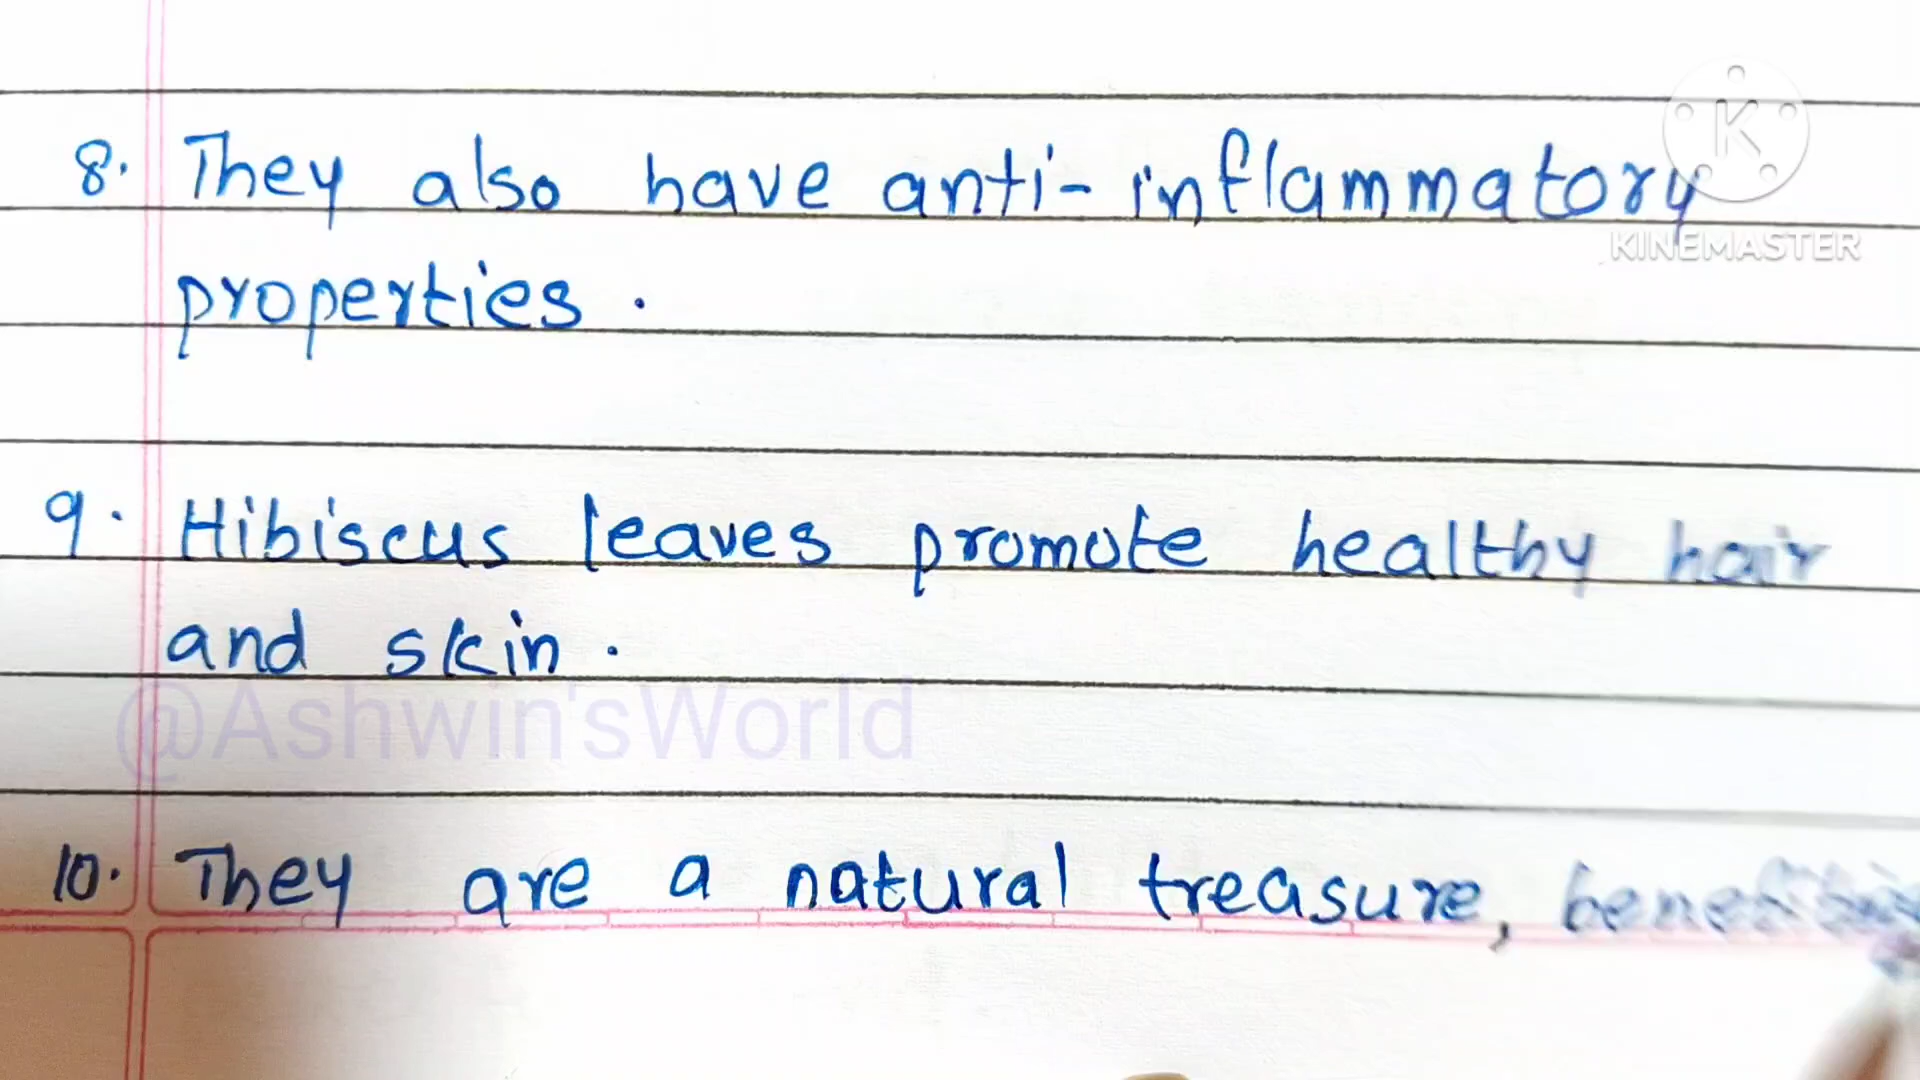 8. They also have anti-inflammatory
KINEMASTER
properties.
9. Hibiscus leaves promote healthy hair
and skin.
@Ashwin'sWorld
10. They are a natural treasure,